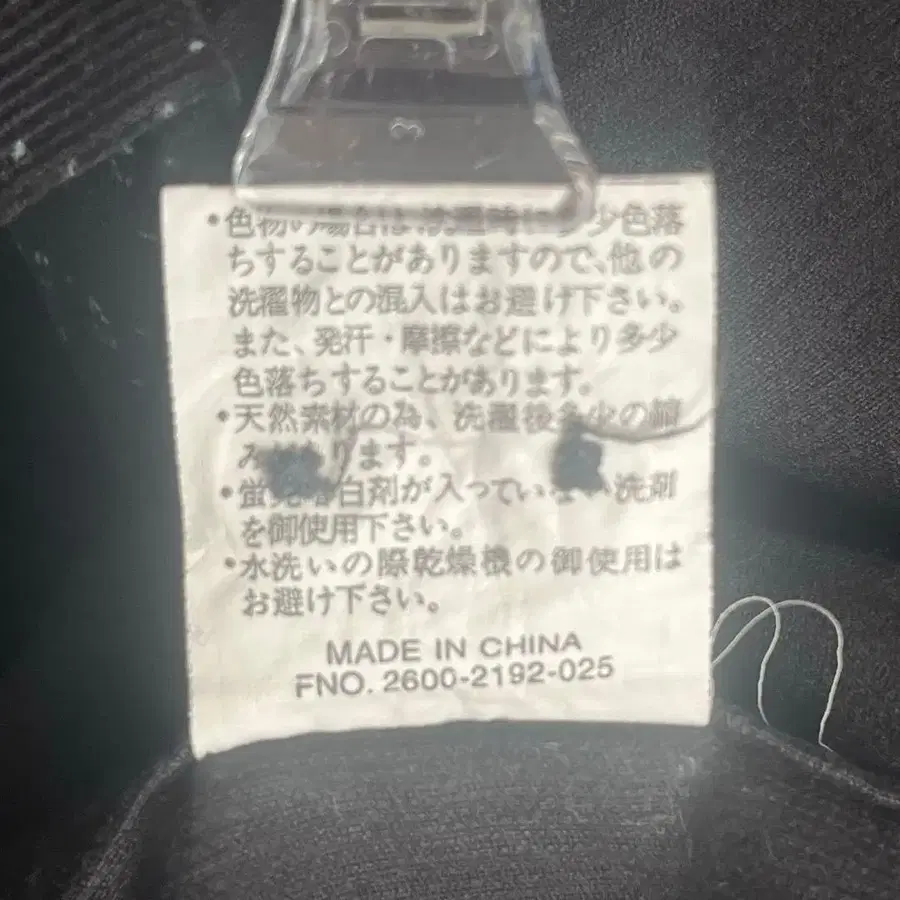 ・色物の場合は洗濯時に多少色落
ちすることがありますので、他の
洗濯物との混入はお避け下さい。
また、発汗・摩擦などにより多少
色落ちすることがあります。
・天然素材の為、洗濯後多少の縮
みがあります。
・蛍光増白剤が入っていない洗剤
を御使用下さい。
・水洗いの際乾燥機の御使用は
お避け下さい。
MADE IN CHINA
FNO. 2600-2192-025